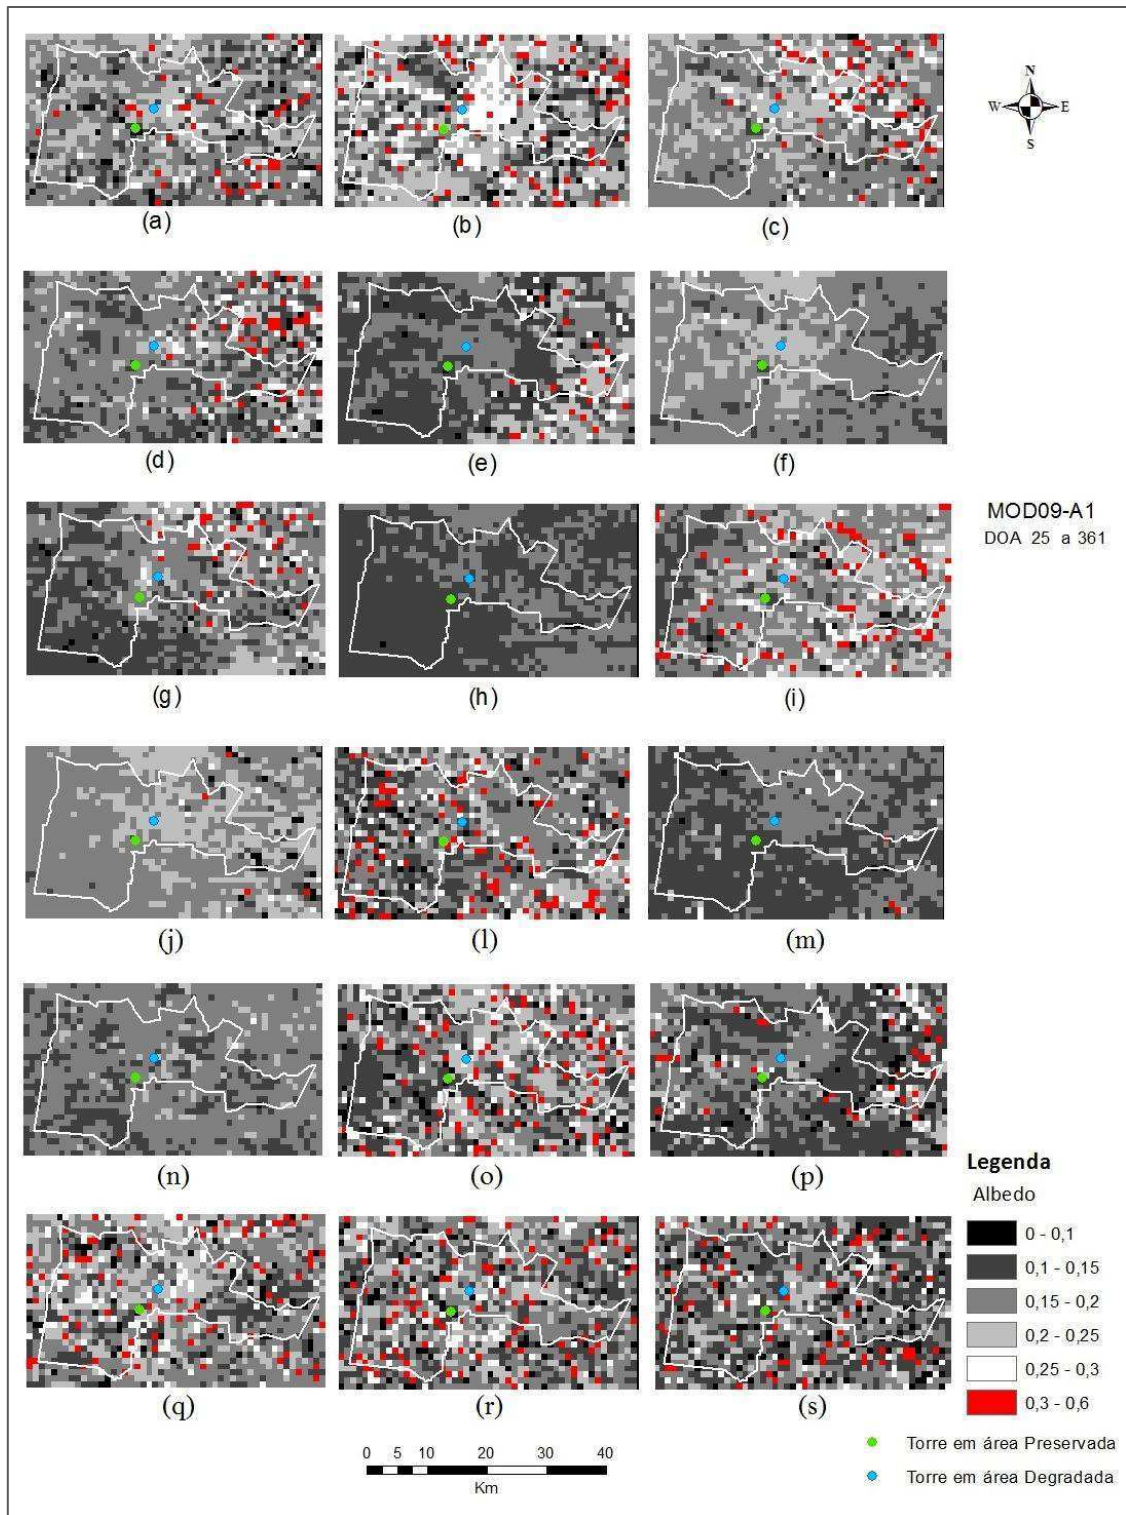 N
W E
S
(a) (b) (c)
(d) (e) (f)
MOD09-A1
DOA 25 a 361
(g) (h) (i)
(j) (l) (m)
(n) (o) (p)
Legenda
Albedo
0 - 0,1
0,1 - 0,15
0,15 - 0,2
0,2 - 0,25
0,25 - 0,3
0,3 - 0,6
(q) (r) (s)
Torre em área Preservada
Torre em área Degradada
0 5 10 20 30 40
Km